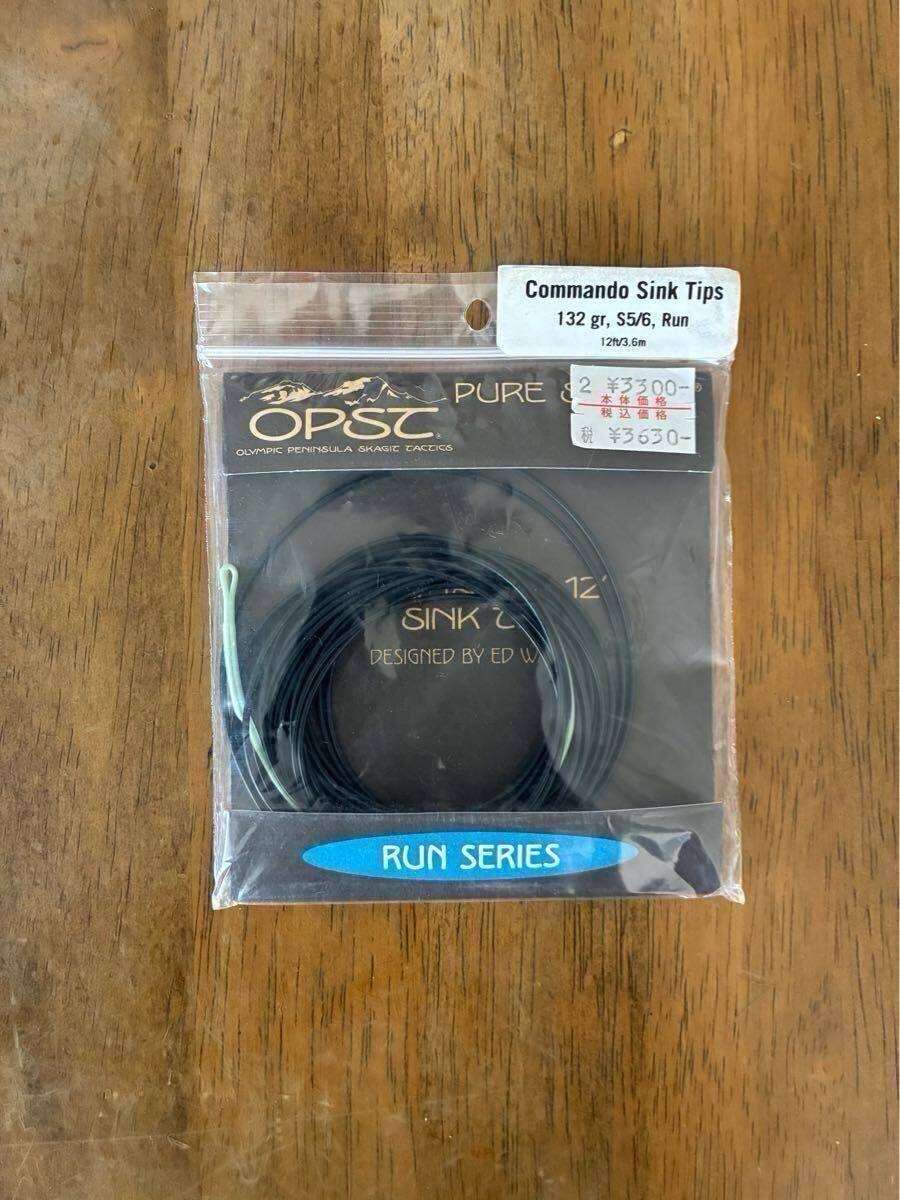 Commando Sink Tips
132 gr, S5/6, Run
12ft/3.6m
PURE S
®
2 ¥3300-
本体価格
税込価格
税 ¥3630-
OPST®
OLYMPIC PENINSULA SKAGIT TACTICS
12'
SINK
DESIGNED BY ED W
RUN SERIES